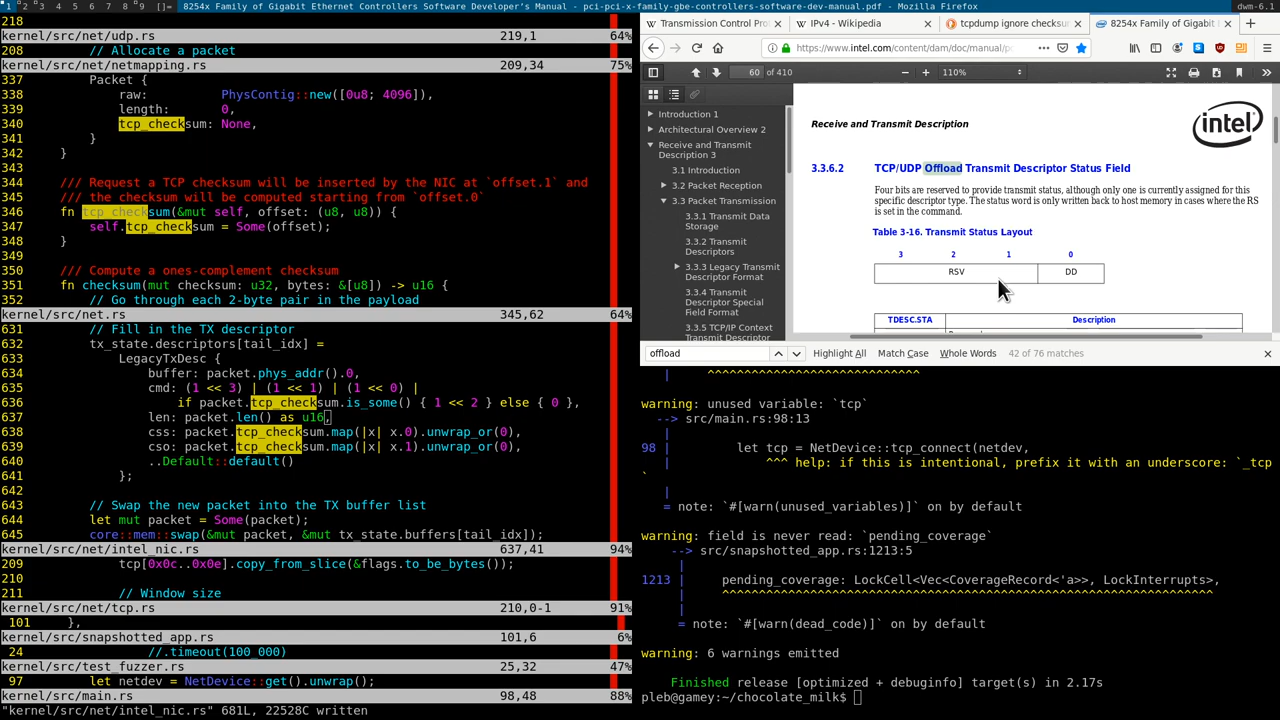 1 2 3 4 5 6 7 8 9 []= 8254x Family of Gigabit Ethernet Controllers Software Developer's Manual - pci-pci-x-family-gbe-controllers-software-dev-manual.pdf - Mozilla Firefox dwm-6.1
218
kernel/src/net/udp.rs 219,1 64%
208 // Allocate a packet
kernel/src/net/netmapping.rs 209,34 75%
337 Packet {
338 raw: PhysContig::new([0u8; 4096]),
339 length: 0,
340 tcp_checksum: None,
341 }
342 }
343
344 /// Request a TCP checksum will be inserted by the NIC at `offset.1` and
345 /// the checksum will be computed starting from `offset.0`
346 fn tcp_checksum(&mut self, offset: (u8, u8)) {
347 self.tcp_checksum = Some(offset);
348 }
349
350 /// Compute a ones-complement checksum
351 fn checksum(mut checksum: u32, bytes: &[u8]) -> u16 {
352 // Go through each 2-byte pair in the payload
kernel/src/net.rs 345,62 64%
631 // Fill in the TX descriptor
632 tx_state.descriptors[tail_idx] =
633 LegacyTxDesc {
634 buffer: packet.phys_addr().0,
635 cmd: (1 << 3) | (1 << 1) | (1 << 0) |
636 if packet.tcp_checksum.is_some() { 1 << 2 } else { 0 },
637 len: packet.len() as u16,
638 css: packet.tcp_checksum.map(|x| x.0).unwrap_or(0),
639 cso: packet.tcp_checksum.map(|x| x.1).unwrap_or(0),
640 ..Default::default()
641 };
642
643 // Swap the new packet into the TX buffer list
644 let mut packet = Some(packet);
645 core::mem::swap(&mut packet, &mut tx_state.buffers[tail_idx]);
kernel/src/net/intel_nic.rs 637,41 94%
209 tcp[0x0c..0x0e].copy_from_slice(&flags.to_be_bytes());
210
211 // Window size
kernel/src/net/tcp.rs 210,0-1 91%
101 },
kernel/src/snapshotted_app.rs 101,6 6%
24 //.timeout(100_000)
kernel/src/test_fuzzer.rs 25,32 47%
97 let netdev = NetDevice::get().unwrap();
kernel/src/main.rs 98,48 88%
"kernel/src/net/intel_nic.rs" 681L, 22528C written
Transmission Control Pro
IPv4 - Wikipedia
tcpdump ignore checksum
8254x Family of Gigabit
https://www.intel.com/content/dam/doc/manual/pc
60 of 410
110%
Introduction 1
Architectural Overview 2
Receive and Transmit
Description 3
3.1 Introduction
3.2 Packet Reception
3.3 Packet Transmission
3.3.1 Transmit Data
Storage
3.3.2 Transmit
Descriptors
3.3.3 Legacy Transmit
Descriptor Format
3.3.4 Transmit
Descriptor Special
Field Format
3.3.5 TCP/IP Context
Transmit Descriptor
Receive and Transmit Description
intel
3.3.6.2 TCP/UDP Offload Transmit Descriptor Status Field
Four bits are reserved to provide transmit status, although only one is currently assigned for this
specific descriptor type. The status word is only written back to host memory in cases where the RS
is set in the command.
Table 3-16. Transmit Status Layout
3 2 1 0
RSV DD
TDESC.STA Description
offload Highlight All Match Case Whole Words 42 of 76 matches
| ^^^^^^^^^^^^^^^^^^^^^^^^^^^^
warning: unused variable: `tcp`
--> src/main.rs:98:13
|
98 | let tcp = NetDevice::tcp_connect(netdev,
| ^^^ help: if this is intentional, prefix it with an underscore: `_tcp
`
|
= note: `#[warn(unused_variables)]` on by default
warning: field is never read: `pending_coverage`
--> src/snapshotted_app.rs:1213:5
|
1213 | pending_coverage: LockCell<Vec<CoverageRecord<'a>>, LockInterrupts>,
| ^^^^^^^^^^^^^^^^^^^^^^^^^^^^^^^^^^^^^^^^^^^^^^^^^^^^^^^^^^^^^^^^^^^
|
= note: `#[warn(dead_code)]` on by default
warning: 6 warnings emitted
Finished release [optimized + debuginfo] target(s) in 2.17s
pleb@gamey:~/chocolate_milk$